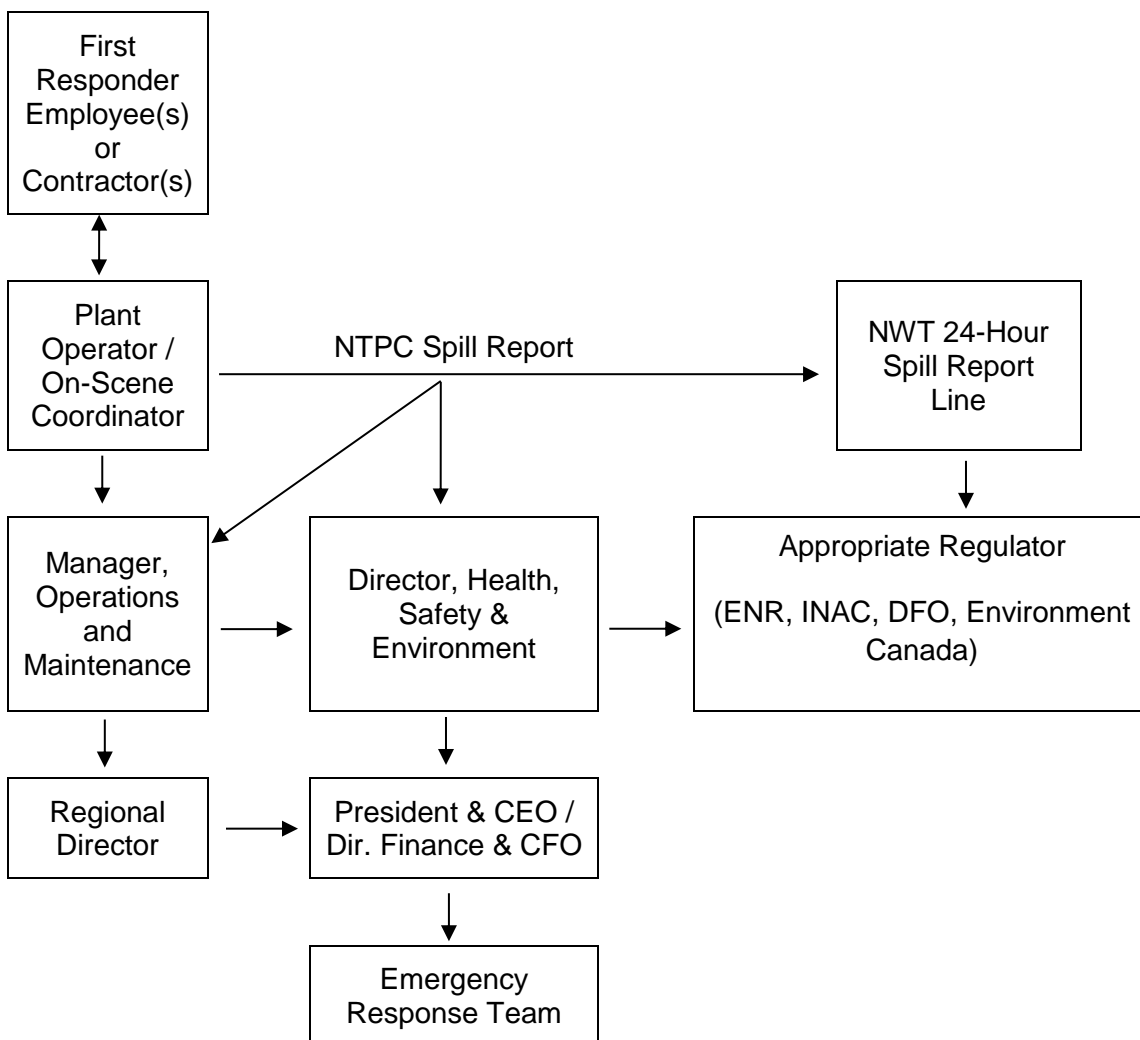 First
Responder
Employee(s)
or
Contractor(s)
Plant
Operator /
On-Scene
Coordinator
NTPC Spill Report
NWT 24-Hour
Spill Report
Line
Manager,
Operations
and
Maintenance
Director, Health,
Safety &
Environment
Appropriate Regulator
(ENR, INAC, DFO, Environment
Canada)
Regional
Director
President & CEO /
Dir. Finance & CFO
Emergency
Response Team